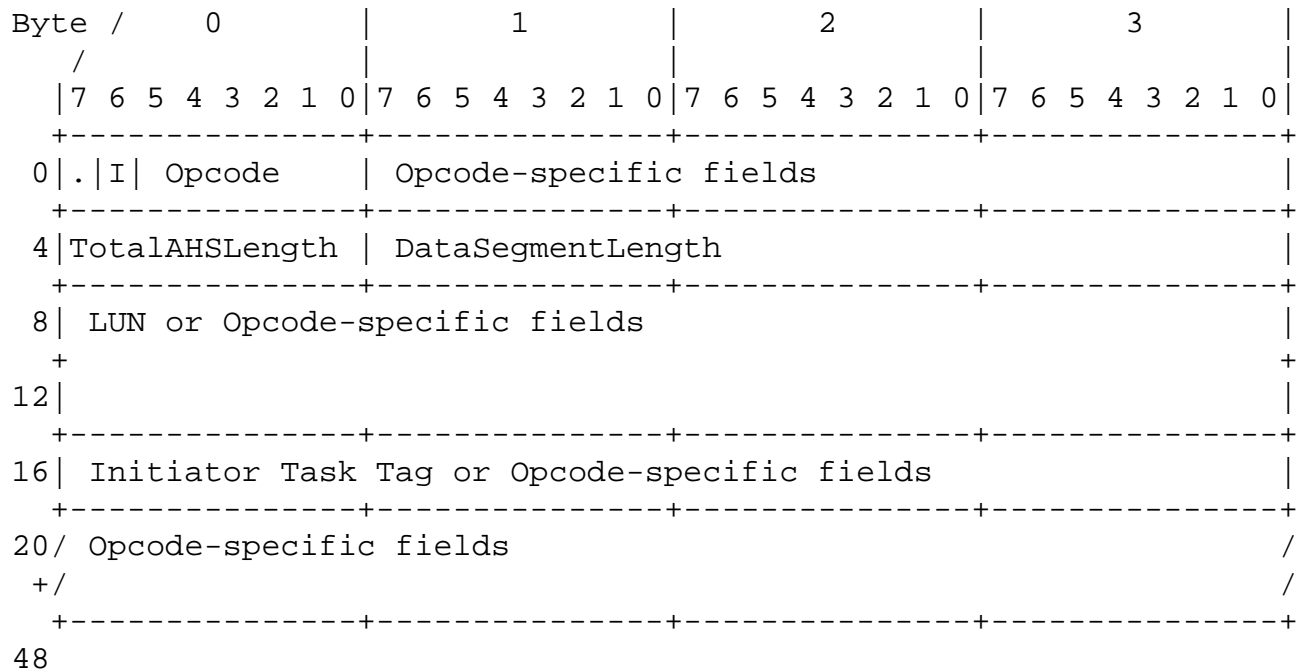 Byte /    0       |       1       |       2       |       3       |
   /              |               |               |               |
  |7 6 5 4 3 2 1 0|7 6 5 4 3 2 1 0|7 6 5 4 3 2 1 0|7 6 5 4 3 2 1 0|
  +---------------+---------------+---------------+---------------+
 0|.|I| Opcode    | Opcode-specific fields                        |
  +---------------+---------------+---------------+---------------+
 4|TotalAHSLength | DataSegmentLength                             |
  +---------------+---------------+---------------+---------------+
 8| LUN or Opcode-specific fields                                 |
  +                                                               +
12|                                                               |
  +---------------+---------------+---------------+---------------+
16| Initiator Task Tag or Opcode-specific fields                  |
  +---------------+---------------+---------------+---------------+
20/ Opcode-specific fields                                        /
 +/                                                               /
  +---------------+---------------+---------------+---------------+
48